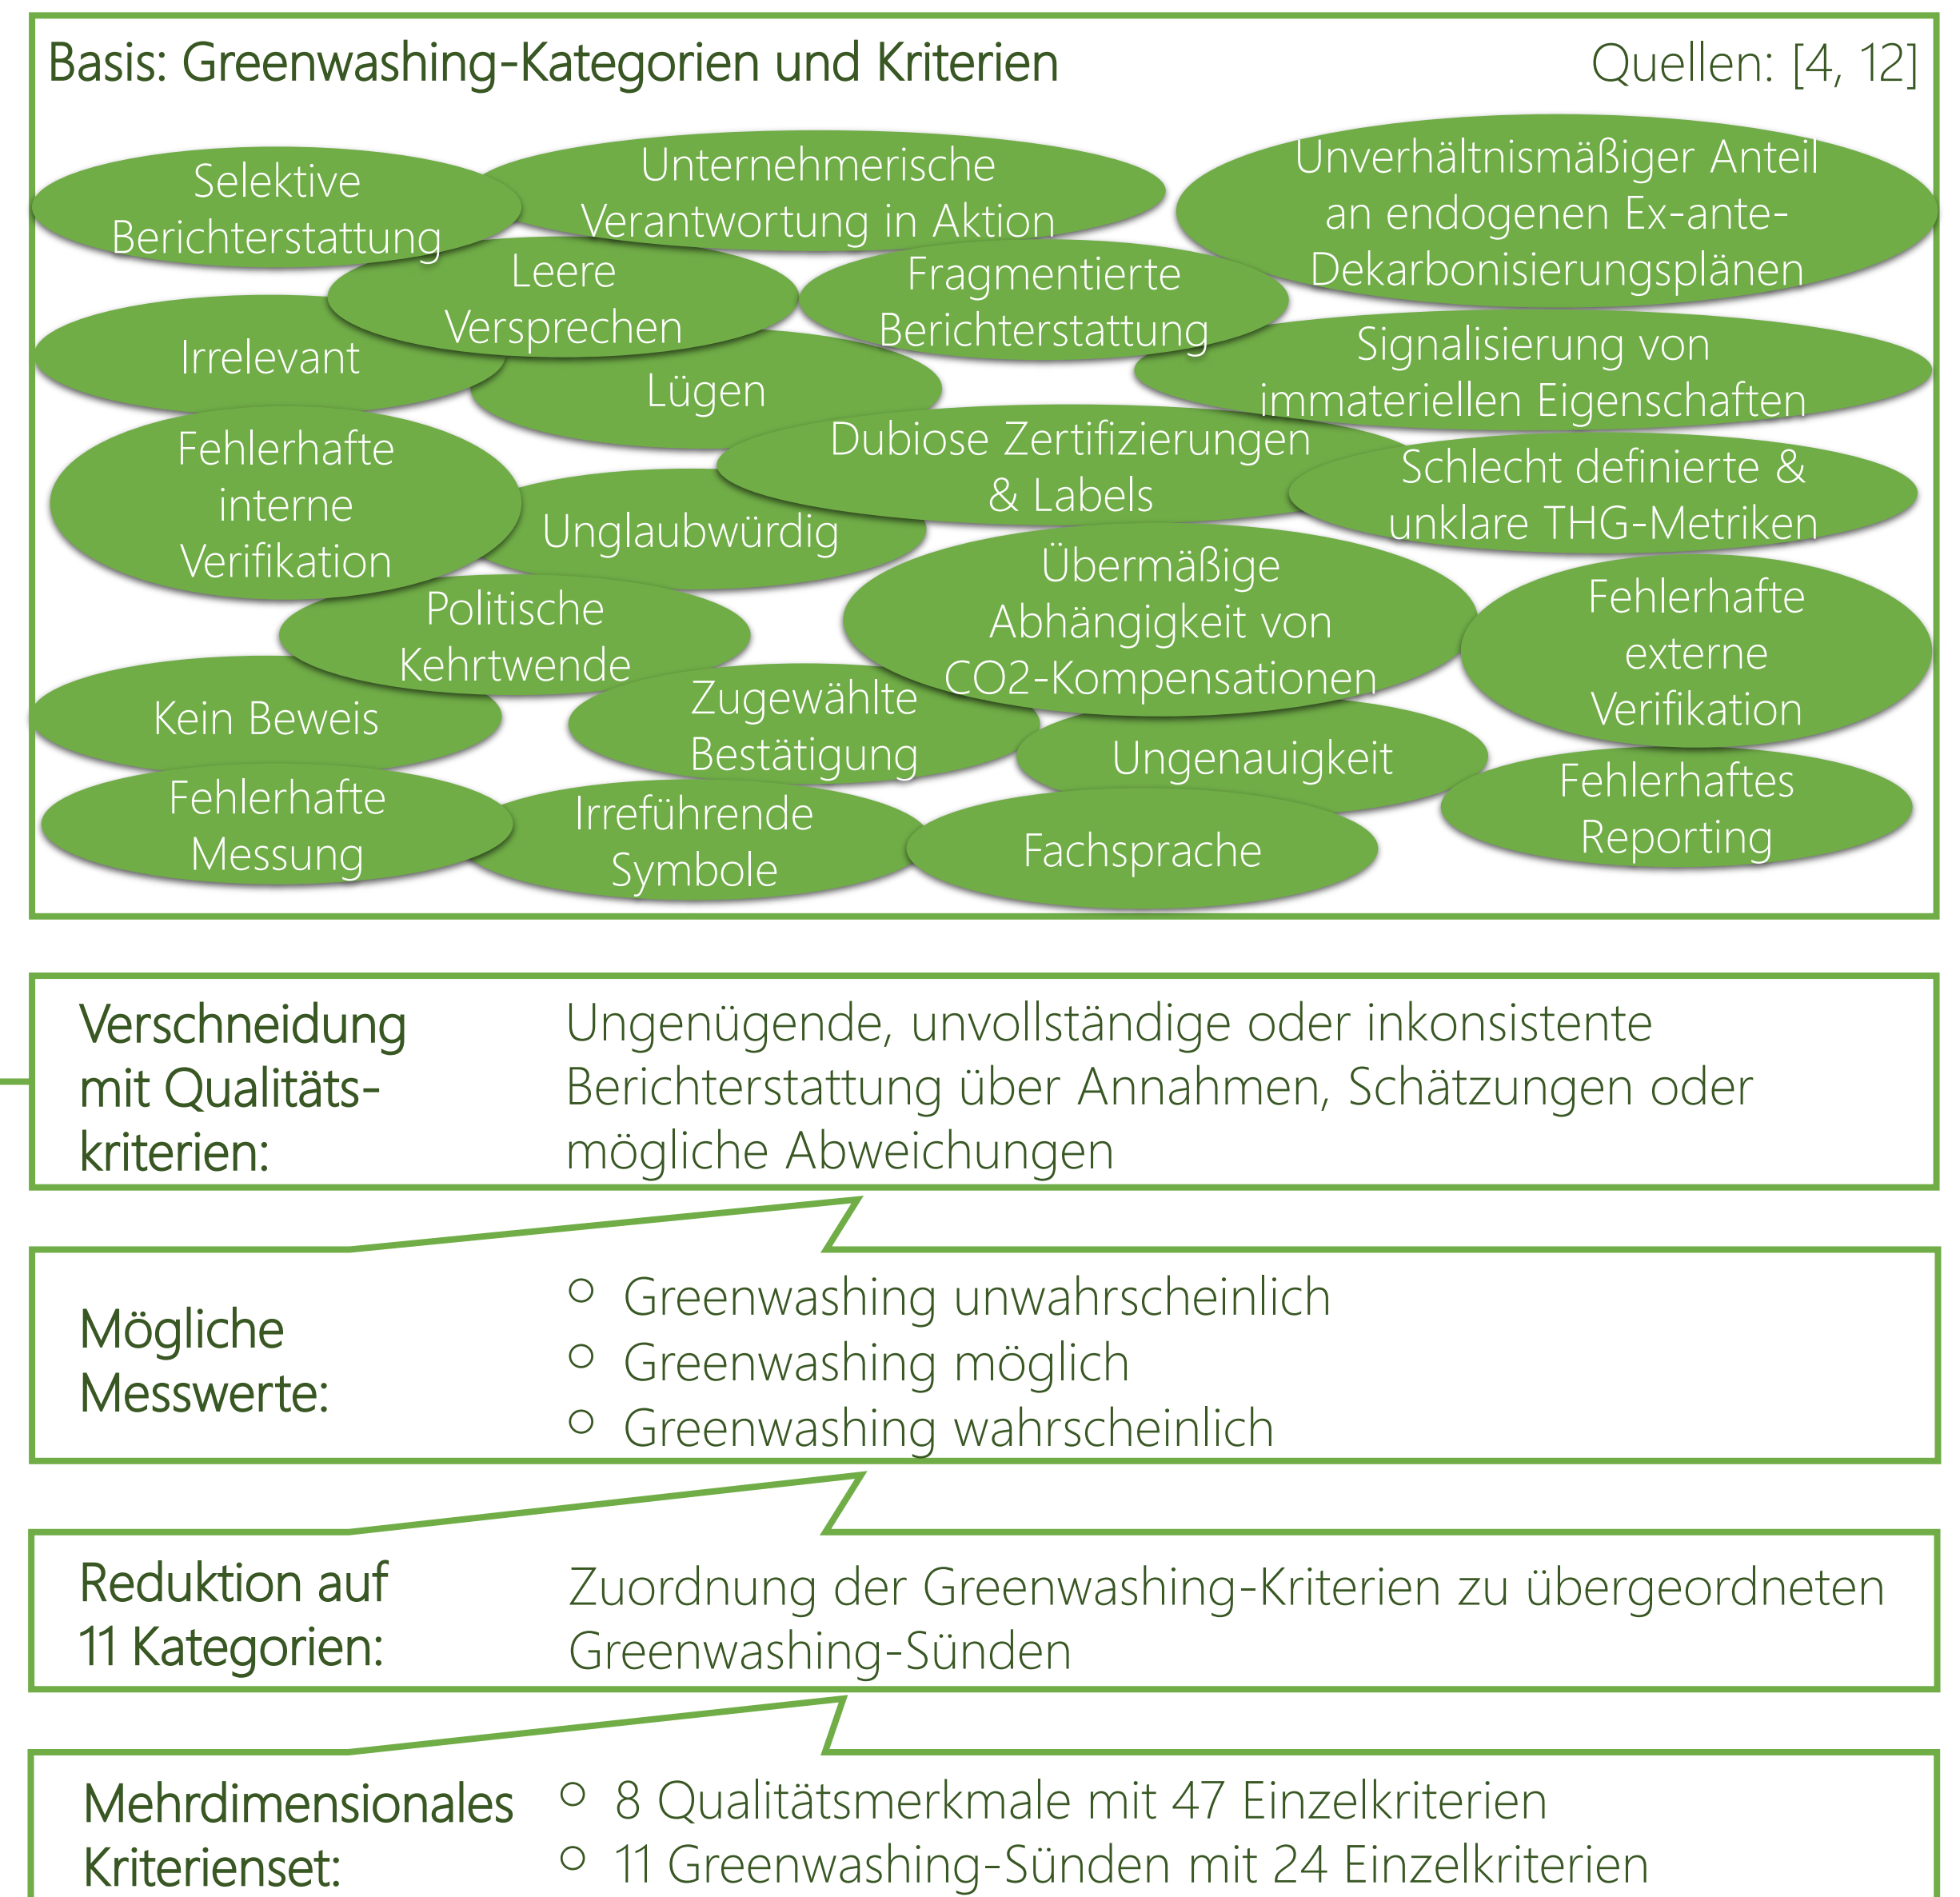 Basis: Greenwashing-Kategorien und Kriterien
Quellen: [4, 12]
Selektive
Berichterstattung
Unternehmerische
Verantwortung in Aktion
Unverhältnismäßiger Anteil
an endogenen Ex-ante-
Dekarbonisierungsplänen
Leere
Versprechen
Fragmentierte
Berichterstattung
Irrelevant
Lügen
Signalisierung von
immateriellen Eigenschaften
Fehlerhafte
interne
Verifikation
Unglaubwürdig
Dubiose Zertifizierungen
& Labels
Schlecht definierte &
unklare THG-Metriken
Politische
Kehrtwende
Übermäßige
Abhängigkeit von
CO2-Kompensationen
Fehlerhafte
externe
Verifikation
Kein Beweis
Zugewählte
Bestätigung
Ungenauigkeit
Fehlerhafte
Messung
Irreführende
Symbole
Fachsprache
Fehlerhaftes
Reporting
Verschneidung
mit Qualitäts-
kriterien:
Ungenügende, unvollständige oder inkonsistente
Berichterstattung über Annahmen, Schätzungen oder
mögliche Abweichungen
Mögliche
Messwerte:
○ Greenwashing unwahrscheinlich
○ Greenwashing möglich
○ Greenwashing wahrscheinlich
Reduktion auf
11 Kategorien:
Zuordnung der Greenwashing-Kriterien zu übergeordneten
Greenwashing-Sünden
Mehrdimensionales
Kriterienset:
○ 8 Qualitätsmerkmale mit 47 Einzelkriterien
○ 11 Greenwashing-Sünden mit 24 Einzelkriterien